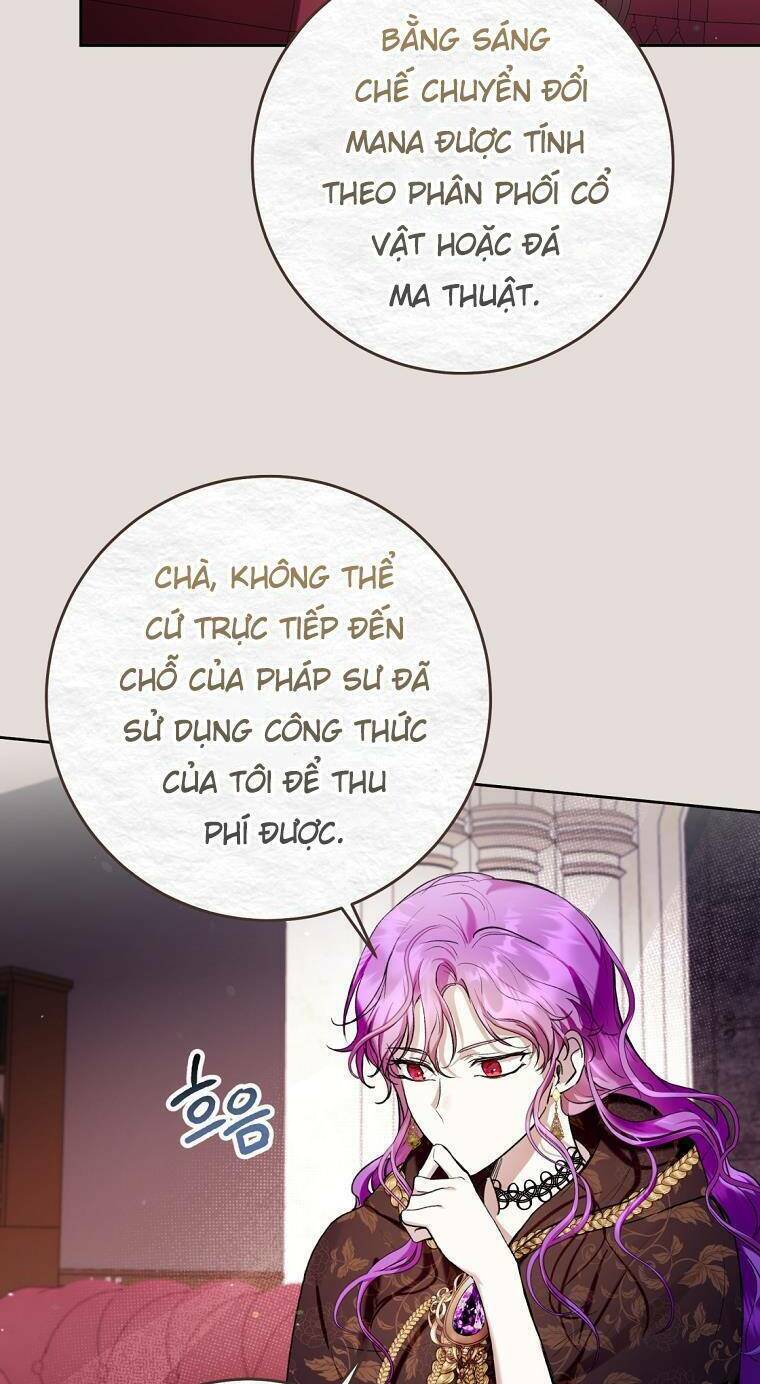 BẰNG SÁNG
CHẾ CHUYỂN ĐỔI
MANA ĐƯỢC TÍNH
THEO PHÂN PHỐI CỔ
VẬT HOẶC ĐÁ
MA THUẬT.
CHÀ, KHÔNG THỂ
CỨ TRỰC TIẾP ĐẾN
CHỖ CỦA PHÁP SƯ ĐÃ
SỬ DỤNG CÔNG THỨC
CỦA TÔI ĐỂ THU
PHÍ ĐƯỢC.
흐음